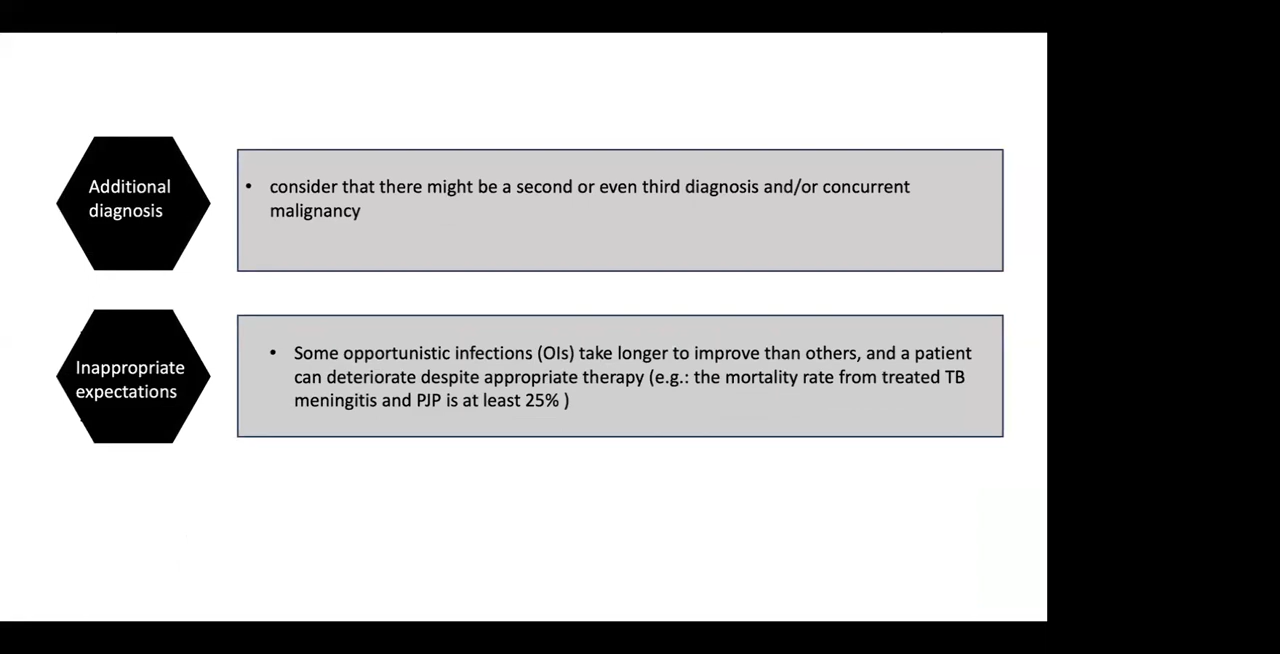 Additional
diagnosis
• consider that there might be a second or even third diagnosis and/or concurrent
malignancy
Inappropriate
expectations
• Some opportunistic infections (OIs) take longer to improve than others, and a patient
can deteriorate despite appropriate therapy (e.g.: the mortality rate from treated TB
meningitis and PJP is at least 25% )